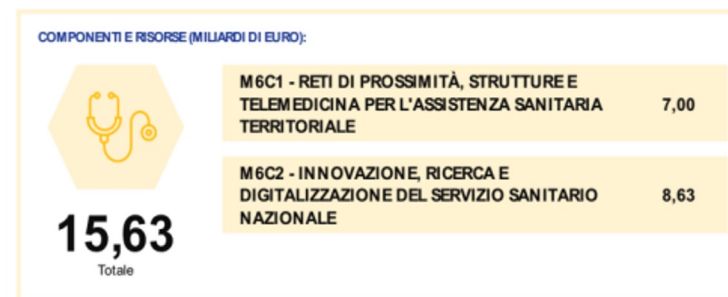 COMPONENTI E RISORSE (MILIARDI DI EURO):
M6C1 - RETI DI PROSSIMITÀ, STRUTTURE E
TELEMEDICINA PER L'ASSISTENZA SANITARIA
TERRITORIALE
7,00
M6C2 - INNOVAZIONE, RICERCA E
DIGITALIZZAZIONE DEL SERVIZIO SANITARIO
NAZIONALE
8,63
15,63
Totale